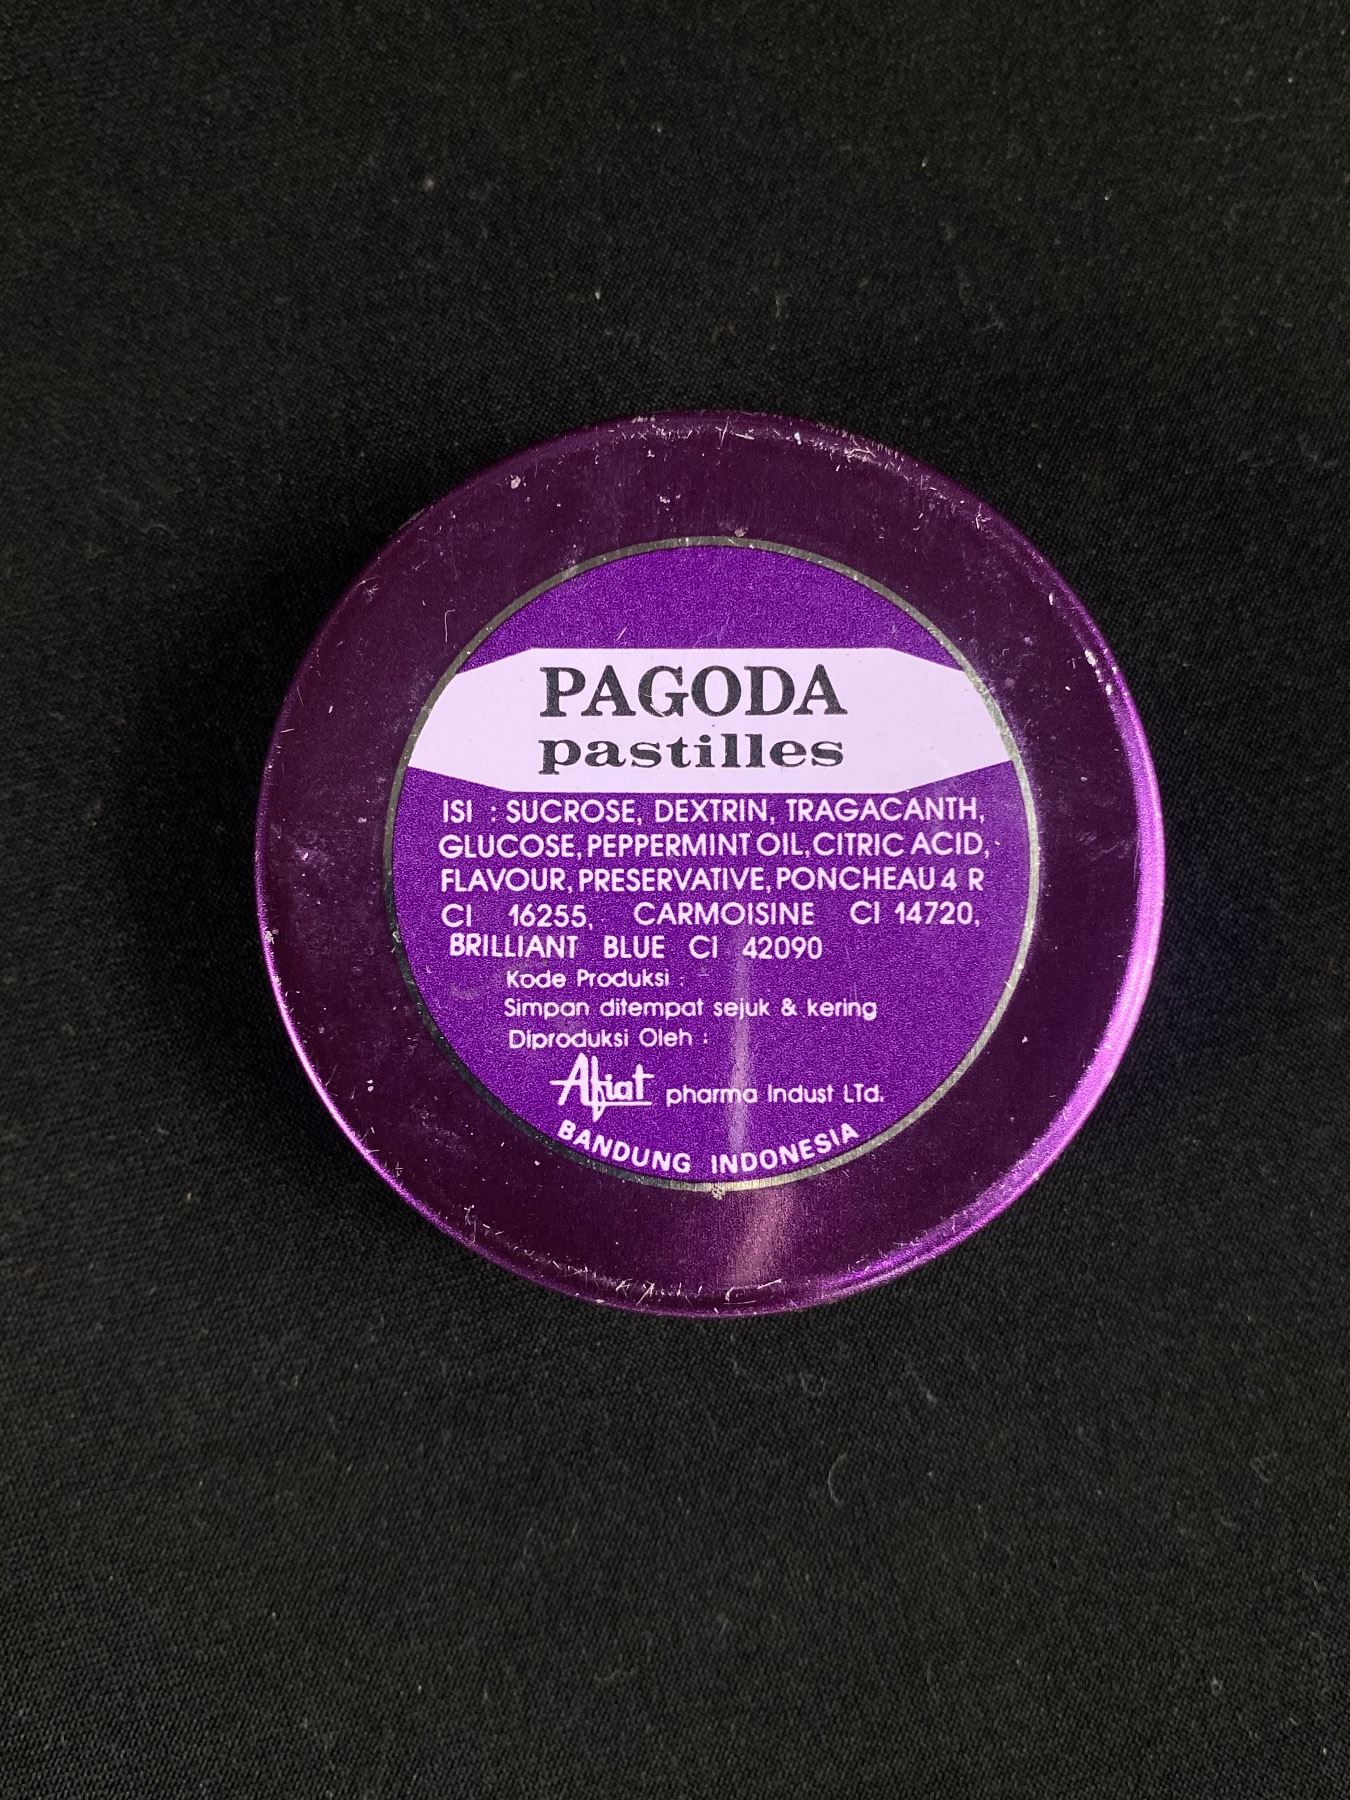 PAGODA
pastilles
ISI : SUCROSE, DEXTRIN, TRAGACANTH,
GLUCOSE, PEPPERMINT OIL, CITRIC ACID,
FLAVOUR, PRESERVATIVE, PONCHEAU 4 R
CI 16255, CARMOISINE CI 14720,
BRILLIANT BLUE CI 42090
Kode Produksi :
Simpan ditempat sejuk & kering
Diproduksi Oleh :
Afiat pharma Indust LTd.
BANDUNG INDONESIA